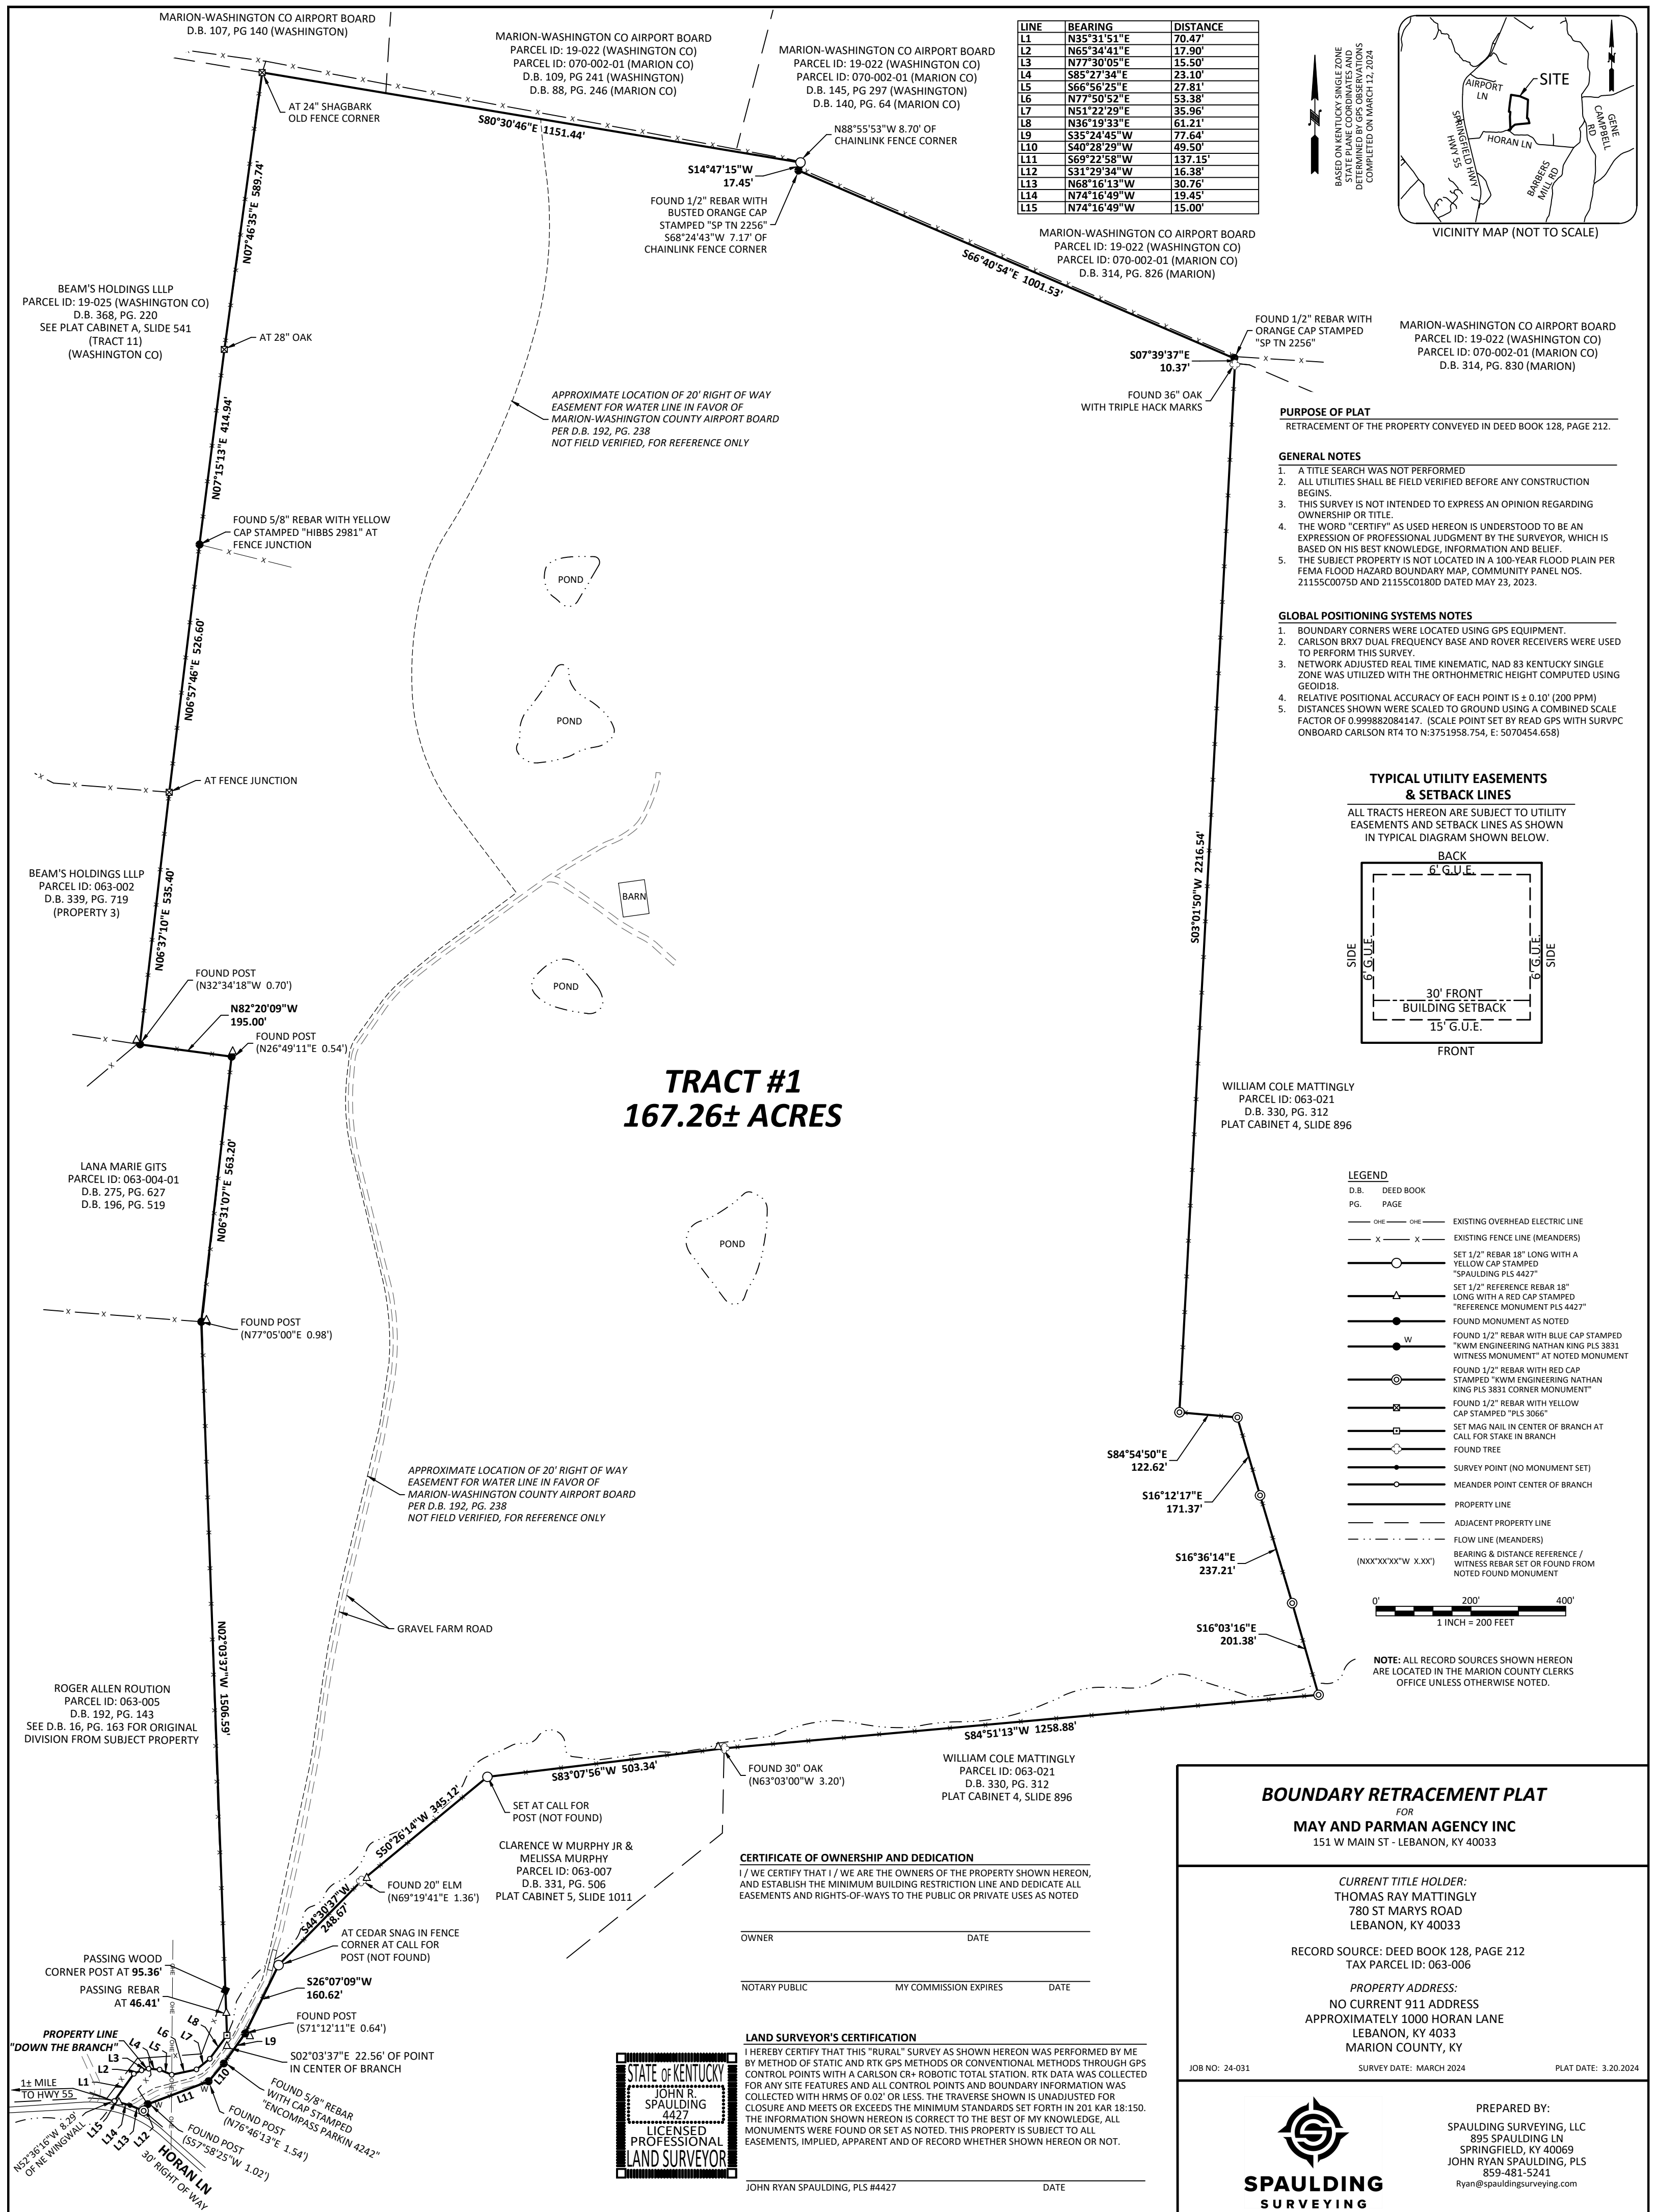 MARION-WASHINGTON CO AIRPORT BOARD
D.B. 107, PG 140 (WASHINGTON)
MARION-WASHINGTON CO AIRPORT BOARD
PARCEL ID: 19-022 (WASHINGTON CO)
PARCEL ID: 070-002-01 (MARION CO)
D.B. 109, PG 241 (WASHINGTON)
D.B. 88, PG. 246 (MARION CO)
MARION-WASHINGTON CO AIRPORT BOARD
PARCEL ID: 19-022 (WASHINGTON CO)
PARCEL ID: 070-002-01 (MARION CO)
D.B. 145, PG 297 (WASHINGTON)
D.B. 140, PG. 64 (MARION CO)
LINE BEARING DISTANCE
L1 N35°31'51"E 70.47'
L2 N65°34'41"E 17.90'
L3 N77°30'05"E 15.50'
L4 S85°27'34"E 23.10'
L5 S66°56'25"E 27.81'
L6 N77°50'52"E 53.38'
L7 N51°22'29"E 35.96'
L8 N36°19'33"E 61.21'
L9 S35°24'45"W 77.64'
L10 S40°28'29"W 49.50'
L11 S69°22'58"W 137.15'
L12 S31°29'34"W 16.38'
L13 N68°16'13"W 30.76'
L14 N74°16'49"W 19.45'
L15 N74°16'49"W 15.00'
N
BASED ON KENTUCKY SINGLE ZONE
STATE PLANE COORDINATES AND
DETERMINED BY GPS OBSERVATIONS
COMPLETED ON MARCH 12, 2024
N
SITE
AIRPORT
LN
SPRINGFIELD HWY
HWY 55
HORAN LN
BARBERS
MILL RD
GENE
CAMPBELL
RD
VICINITY MAP (NOT TO SCALE)
AT 24" SHAGBARK
OLD FENCE CORNER
S80°30'46"E 1151.44'
N88°55'53"W 8.70' OF
CHAINLINK FENCE CORNER
S14°47'15"W
17.45'
FOUND 1/2" REBAR WITH
BUSTED ORANGE CAP
STAMPED "SP TN 2256"
S68°24'43"W 7.17' OF
CHAINLINK FENCE CORNER
MARION-WASHINGTON CO AIRPORT BOARD
PARCEL ID: 19-022 (WASHINGTON CO)
PARCEL ID: 070-002-01 (MARION CO)
D.B. 314, PG. 826 (MARION)
S66°40'54"E 1001.53'
FOUND 1/2" REBAR WITH
ORANGE CAP STAMPED
"SP TN 2256"
S07°39'37"E
10.37'
FOUND 36" OAK
WITH TRIPLE HACK MARKS
MARION-WASHINGTON CO AIRPORT BOARD
PARCEL ID: 19-022 (WASHINGTON CO)
PARCEL ID: 070-002-01 (MARION CO)
D.B. 314, PG. 830 (MARION)
N07°46'35"E 589.74'
BEAM'S HOLDINGS LLLP
PARCEL ID: 19-025 (WASHINGTON CO)
D.B. 368, PG. 220
SEE PLAT CABINET A, SLIDE 541
(TRACT 11)
(WASHINGTON CO)
AT 28" OAK
APPROXIMATE LOCATION OF 20' RIGHT OF WAY
EASEMENT FOR WATER LINE IN FAVOR OF
MARION-WASHINGTON COUNTY AIRPORT BOARD
PER D.B. 192, PG. 238
NOT FIELD VERIFIED, FOR REFERENCE ONLY
N07°15'13"E 414.94'
FOUND 5/8" REBAR WITH YELLOW
CAP STAMPED "HIBBS 2981" AT
FENCE JUNCTION
N06°57'46"E 526.60'
POND
POND
AT FENCE JUNCTION
BEAM'S HOLDINGS LLLP
PARCEL ID: 063-002
D.B. 339, PG. 719
(PROPERTY 3)
N06°37'10"E 535.40'
BARN
POND
S03°01'50"W 2216.54'
FOUND POST
(N32°34'18"W 0.70')
N82°20'09"W
195.00'
FOUND POST
(N26°49'11"E 0.54')
TRACT #1
167.26± ACRES
LANA MARIE GITS
PARCEL ID: 063-004-01
D.B. 275, PG. 627
D.B. 196, PG. 519
N06°31'07"E 563.20'
FOUND POST
(N77°05'00"E 0.98')
POND
PURPOSE OF PLAT
RETRACEMENT OF THE PROPERTY CONVEYED IN DEED BOOK 128, PAGE 212.
GENERAL NOTES
1. A TITLE SEARCH WAS NOT PERFORMED
2. ALL UTILITIES SHALL BE FIELD VERIFIED BEFORE ANY CONSTRUCTION
BEGINS.
3. THIS SURVEY IS NOT INTENDED TO EXPRESS AN OPINION REGARDING
OWNERSHIP OR TITLE.
4. THE WORD "CERTIFY" AS USED HEREON IS UNDERSTOOD TO BE AN
EXPRESSION OF PROFESSIONAL JUDGMENT BY THE SURVEYOR, WHICH IS
BASED ON HIS BEST KNOWLEDGE, INFORMATION AND BELIEF.
5. THE SUBJECT PROPERTY IS NOT LOCATED IN A 100-YEAR FLOOD PLAIN PER
FEMA FLOOD HAZARD BOUNDARY MAP, COMMUNITY PANEL NOS.
21155C0075D AND 21155C0180D DATED MAY 23, 2023.
GLOBAL POSITIONING SYSTEMS NOTES
1. BOUNDARY CORNERS WERE LOCATED USING GPS EQUIPMENT.
2. CARLSON BRX7 DUAL FREQUENCY BASE AND ROVER RECEIVERS WERE USED
TO PERFORM THIS SURVEY.
3. NETWORK ADJUSTED REAL TIME KINEMATIC, NAD 83 KENTUCKY SINGLE
ZONE WAS UTILIZED WITH THE ORTHOHMETRIC HEIGHT COMPUTED USING
GEOID18.
4. RELATIVE POSITIONAL ACCURACY OF EACH POINT IS ± 0.10' (200 PPM)
5. DISTANCES SHOWN WERE SCALED TO GROUND USING A COMBINED SCALE
FACTOR OF 0.999882084147. (SCALE POINT SET BY READ GPS WITH SURVPC
ONBOARD CARLSON RT4 TO N:3751958.754, E: 5070454.658)
TYPICAL UTILITY EASEMENTS
& SETBACK LINES
ALL TRACTS HEREON ARE SUBJECT TO UTILITY
EASEMENTS AND SETBACK LINES AS SHOWN
IN TYPICAL DIAGRAM SHOWN BELOW.
BACK
6' G.U.E.
SIDE
6' G.U.E.
6' G.U.E.
SIDE
30' FRONT
BUILDING SETBACK
15' G.U.E.
FRONT
WILLIAM COLE MATTINGLY
PARCEL ID: 063-021
D.B. 330, PG. 312
PLAT CABINET 4, SLIDE 896
LEGEND
D.B. DEED BOOK
PG. PAGE
OHE OHE EXISTING OVERHEAD ELECTRIC LINE
X X EXISTING FENCE LINE (MEANDERS)
SET 1/2" REBAR 18" LONG WITH A
YELLOW CAP STAMPED
"SPAULDING PLS 4427"
SET 1/2" REFERENCE REBAR 18"
LONG WITH A RED CAP STAMPED
"REFERENCE MONUMENT PLS 4427"
FOUND MONUMENT AS NOTED
W
FOUND 1/2" REBAR WITH BLUE CAP STAMPED
"KWM ENGINEERING NATHAN KING PLS 3831
WITNESS MONUMENT" AT NOTED MONUMENT
FOUND 1/2" REBAR WITH RED CAP
STAMPED "KWM ENGINEERING NATHAN
KING PLS 3831 CORNER MONUMENT"
FOUND 1/2" REBAR WITH YELLOW
CAP STAMPED "PLS 3066"
SET MAG NAIL IN CENTER OF BRANCH AT
CALL FOR STAKE IN BRANCH
FOUND TREE
SURVEY POINT (NO MONUMENT SET)
MEANDER POINT CENTER OF BRANCH
PROPERTY LINE
ADJACENT PROPERTY LINE
FLOW LINE (MEANDERS)
(NXX°XX'XX"W X.XX') BEARING & DISTANCE REFERENCE /
WITNESS REBAR SET OR FOUND FROM
NOTED FOUND MONUMENT
0' 200' 400'
1 INCH = 200 FEET
NOTE: ALL RECORD SOURCES SHOWN HEREON
ARE LOCATED IN THE MARION COUNTY CLERKS
OFFICE UNLESS OTHERWISE NOTED.
S84°54'50"E
122.62'
S16°12'17"E
171.37'
S16°36'14"E
237.21'
S16°03'16"E
201.38'
APPROXIMATE LOCATION OF 20' RIGHT OF WAY
EASEMENT FOR WATER LINE IN FAVOR OF
MARION-WASHINGTON COUNTY AIRPORT BOARD
PER D.B. 192, PG. 238
NOT FIELD VERIFIED, FOR REFERENCE ONLY
GRAVEL FARM ROAD
N02°03'37"W 1506.59'
ROGER ALLEN ROUTION
PARCEL ID: 063-005
D.B. 192, PG. 143
SEE D.B. 16, PG. 163 FOR ORIGINAL
DIVISION FROM SUBJECT PROPERTY
S84°51'13"W 1258.88'
S83°07'56"W 503.34'
FOUND 30" OAK
(N63°03'00"W 3.20')
WILLIAM COLE MATTINGLY
PARCEL ID: 063-021
D.B. 330, PG. 312
PLAT CABINET 4, SLIDE 896
S50°26'14"W 345.12'
SET AT CALL FOR
POST (NOT FOUND)
CLARENCE W MURPHY JR &
MELISSA MURPHY
PARCEL ID: 063-007
D.B. 331, PG. 506
PLAT CABINET 5, SLIDE 1011
FOUND 20" ELM
(N69°19'41"E 1.36')
S44°30'37"W
248.67'
AT CEDAR SNAG IN FENCE
CORNER AT CALL FOR
POST (NOT FOUND)
S26°07'09"W
160.62'
FOUND POST
(S71°12'11"E 0.64')
PASSING WOOD
CORNER POST AT 95.36'
PASSING REBAR
AT 46.41'
OHE
OHE
OHE
OHE
PROPERTY LINE
"DOWN THE BRANCH"
L1
L2
L3
L4
L5
L6
L7
L8
L9
L10
L11
L12
L13
L14
L15
W
W
S02°03'37"E 22.56' OF POINT
IN CENTER OF BRANCH
FOUND 5/8" REBAR
WITH CAP STAMPED
"ENCOMPASS PARKIN 4242"
FOUND POST
(N76°46'13"E 1.54')
FOUND POST
(S57°58'25"W 1.02')
1± MILE
TO HWY 55
N52°36'16"W 8.29'
OF NE WINGWALL
HORAN LN
30' RIGHT OF WAY
CERTIFICATE OF OWNERSHIP AND DEDICATION
I / WE CERTIFY THAT I / WE ARE THE OWNERS OF THE PROPERTY SHOWN HEREON,
AND ESTABLISH THE MINIMUM BUILDING RESTRICTION LINE AND DEDICATE ALL
EASEMENTS AND RIGHTS-OF-WAYS TO THE PUBLIC OR PRIVATE USES AS NOTED
OWNER DATE
NOTARY PUBLIC MY COMMISSION EXPIRES DATE
LAND SURVEYOR'S CERTIFICATION
I HEREBY CERTIFY THAT THIS "RURAL" SURVEY AS SHOWN HEREON WAS PERFORMED BY ME
BY METHOD OF STATIC AND RTK GPS METHODS OR CONVENTIONAL METHODS THROUGH GPS
CONTROL POINTS WITH A CARLSON CR+ ROBOTIC TOTAL STATION. RTK DATA WAS COLLECTED
FOR ANY SITE FEATURES AND ALL CONTROL POINTS AND BOUNDARY INFORMATION WAS
COLLECTED WITH HRMS OF 0.02' OR LESS. THE TRAVERSE SHOWN IS UNADJUSTED FOR
CLOSURE AND MEETS OR EXCEEDS THE MINIMUM STANDARDS SET FORTH IN 201 KAR 18:150.
THE INFORMATION SHOWN HEREON IS CORRECT TO THE BEST OF MY KNOWLEDGE, ALL
MONUMENTS WERE FOUND OR SET AS NOTED. THIS PROPERTY IS SUBJECT TO ALL
EASEMENTS, IMPLIED, APPARENT AND OF RECORD WHETHER SHOWN HEREON OR NOT.
JOHN RYAN SPAULDING, PLS #4427 DATE
STATE OF KENTUCKY
JOHN R.
SPAULDING
4427
LICENSED
PROFESSIONAL
LAND SURVEYOR
BOUNDARY RETRACEMENT PLAT
FOR
MAY AND PARMAN AGENCY INC
151 W MAIN ST - LEBANON, KY 40033
CURRENT TITLE HOLDER:
THOMAS RAY MATTINGLY
780 ST MARYS ROAD
LEBANON, KY 40033
RECORD SOURCE: DEED BOOK 128, PAGE 212
TAX PARCEL ID: 063-006
PROPERTY ADDRESS:
NO CURRENT 911 ADDRESS
APPROXIMATELY 1000 HORAN LANE
LEBANON, KY 4033
MARION COUNTY, KY
JOB NO: 24-031 SURVEY DATE: MARCH 2024 PLAT DATE: 3.20.2024
SPAULDING
SURVEYING
PREPARED BY:
SPAULDING SURVEYING, LLC
895 SPAULDING LN
SPRINGFIELD, KY 40069
JOHN RYAN SPAULDING, PLS
859-481-5241
Ryan@spauldingsurveying.com